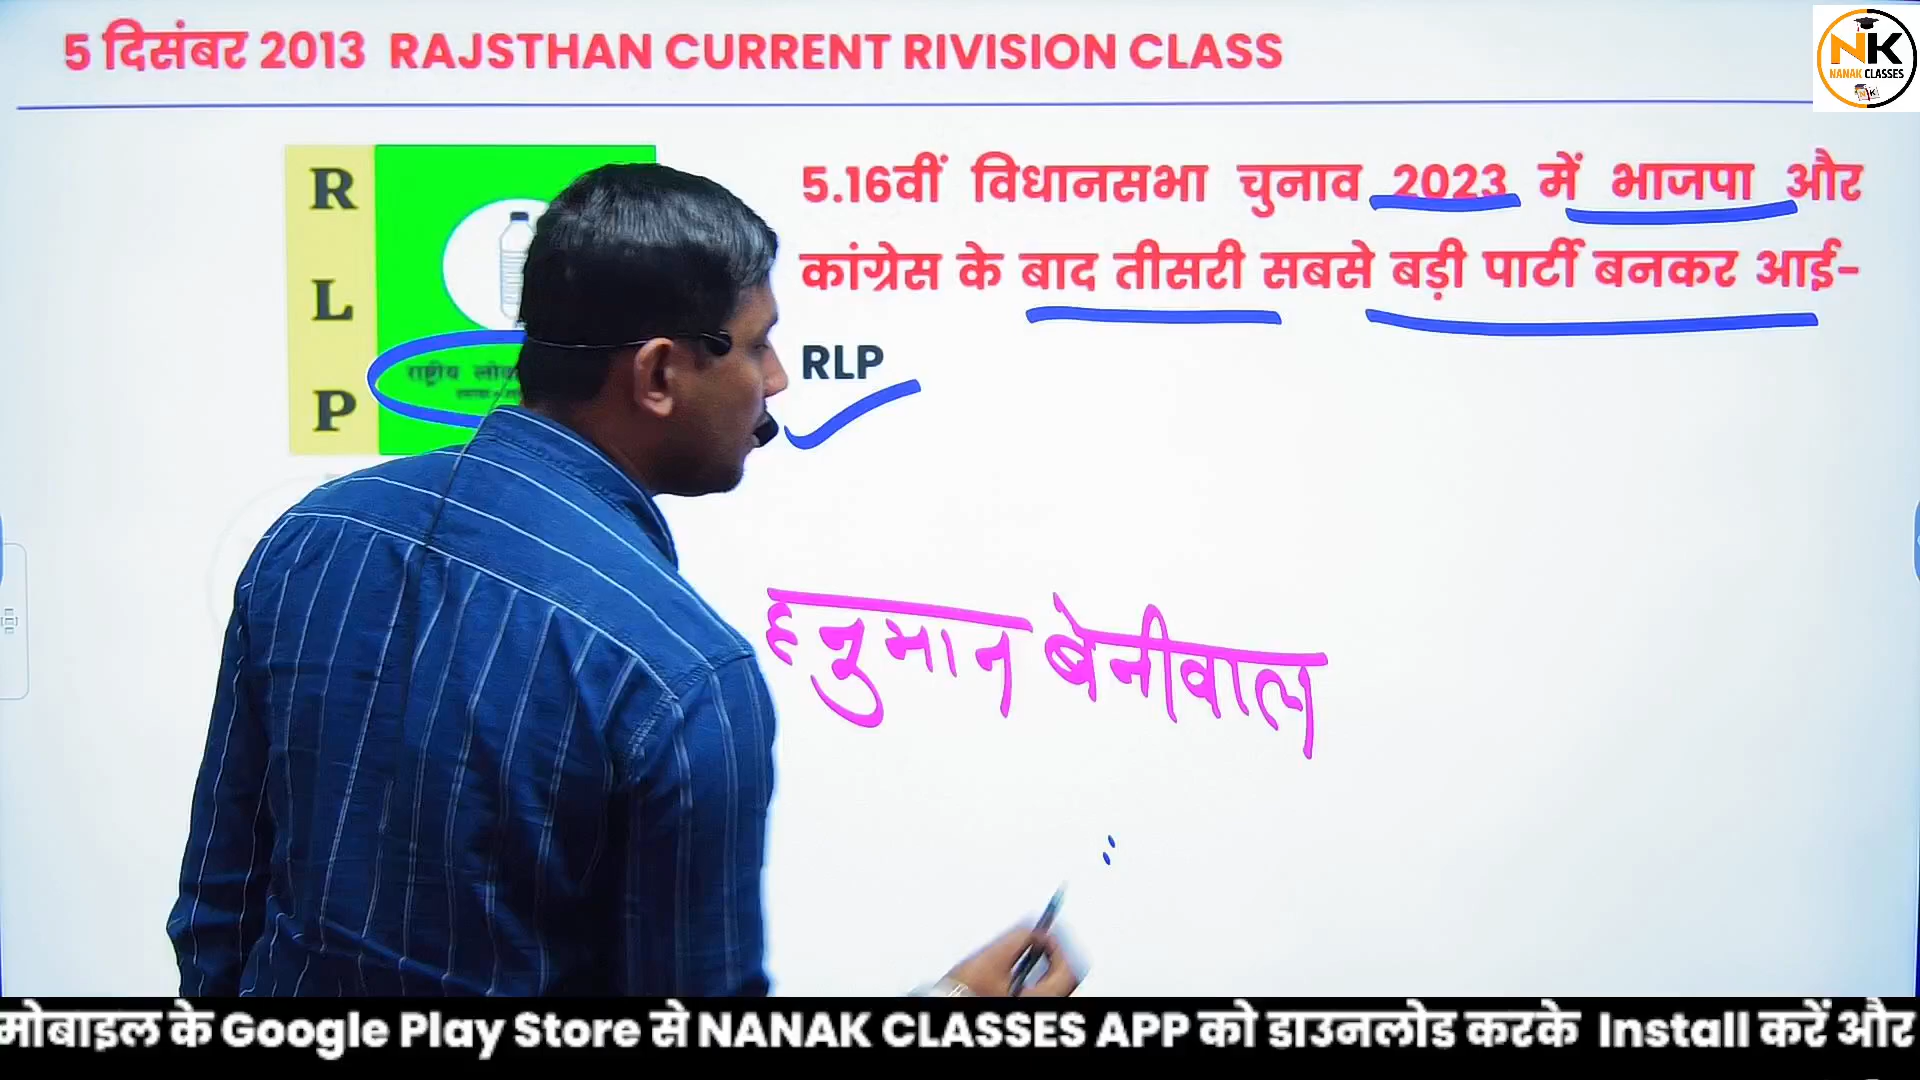 5 दिसंबर 2013 RAJSTHAN CURRENT RIVISION CLASS
NK
NANAK CLASSES
R
L
P
राष्ट्रीय
5.16वीं विधानसभा चुनाव 2023 में भाजपा और
कांग्रेस के बाद तीसरी सबसे बड़ी पार्टी बनकर आई-
RLP
हनुमान बेनीवाल
मोबाइल के Google Play Store से NANAK CLASSES APP को डाउनलोड करके Install करें और